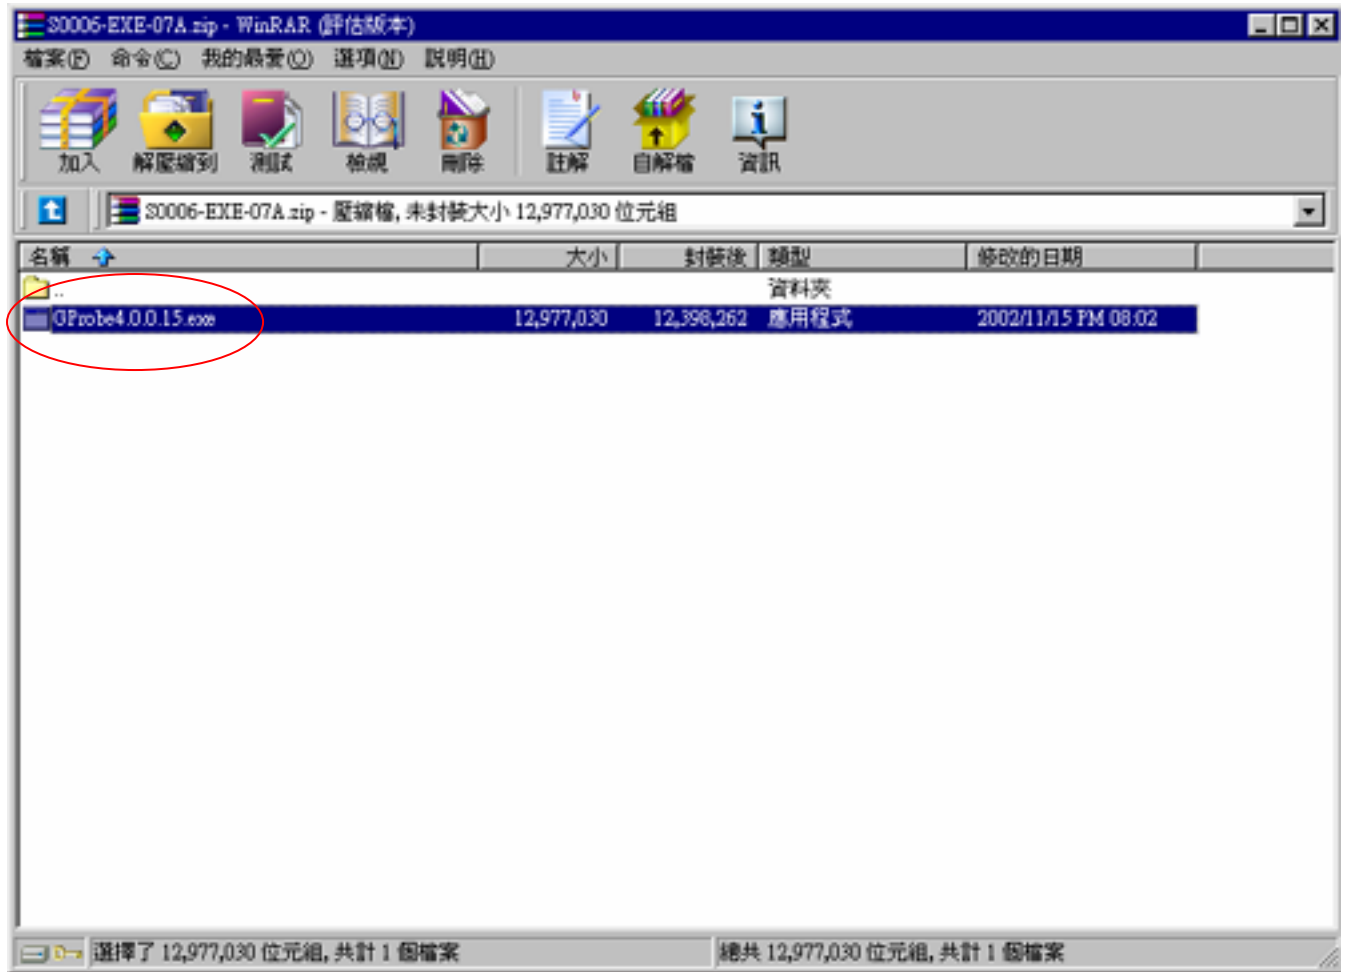 S0006-EXE-07A.zip - WinRAR (評估版本)
檔案(F) 命令(C) 我的最愛(O) 選項(N) 說明(H)
加入 解壓縮到 測試 檢視 刪除 註解 自解檔 資訊
S0006-EXE-07A.zip - 壓縮檔, 未封裝大小 12,977,030 位元組
名稱 大小 封裝後 類型 修改的日期
.. 資料夾
GProbe4.0.0.15.exe 12,977,030 12,398,262 應用程式 2002/11/15 PM 08:02
選擇了 12,977,030 位元組, 共計 1 個檔案 總共 12,977,030 位元組, 共計 1 個檔案